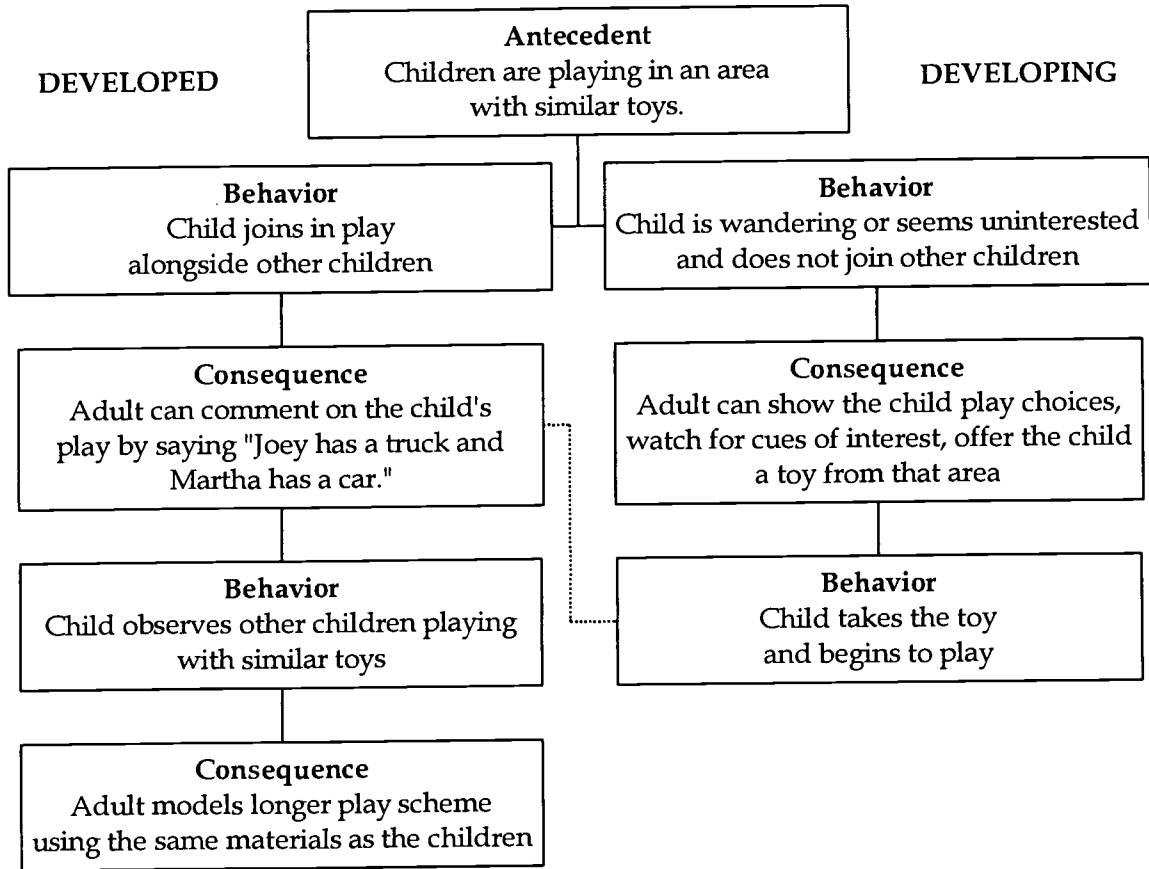 Antecedent
Children are playing in an area
with similar toys.
DEVELOPED
DEVELOPING
Behavior
Child joins in play
alongside other children
Behavior
Child is wandering or seems uninterested
and does not join other children
Consequence
Adult can comment on the child's
play by saying "Joey has a truck and
Martha has a car."
Consequence
Adult can show the child play choices,
watch for cues of interest, offer the child
a toy from that area
Behavior
Child observes other children playing
with similar toys
Behavior
Child takes the toy
and begins to play
Consequence
Adult models longer play scheme
using the same materials as the children